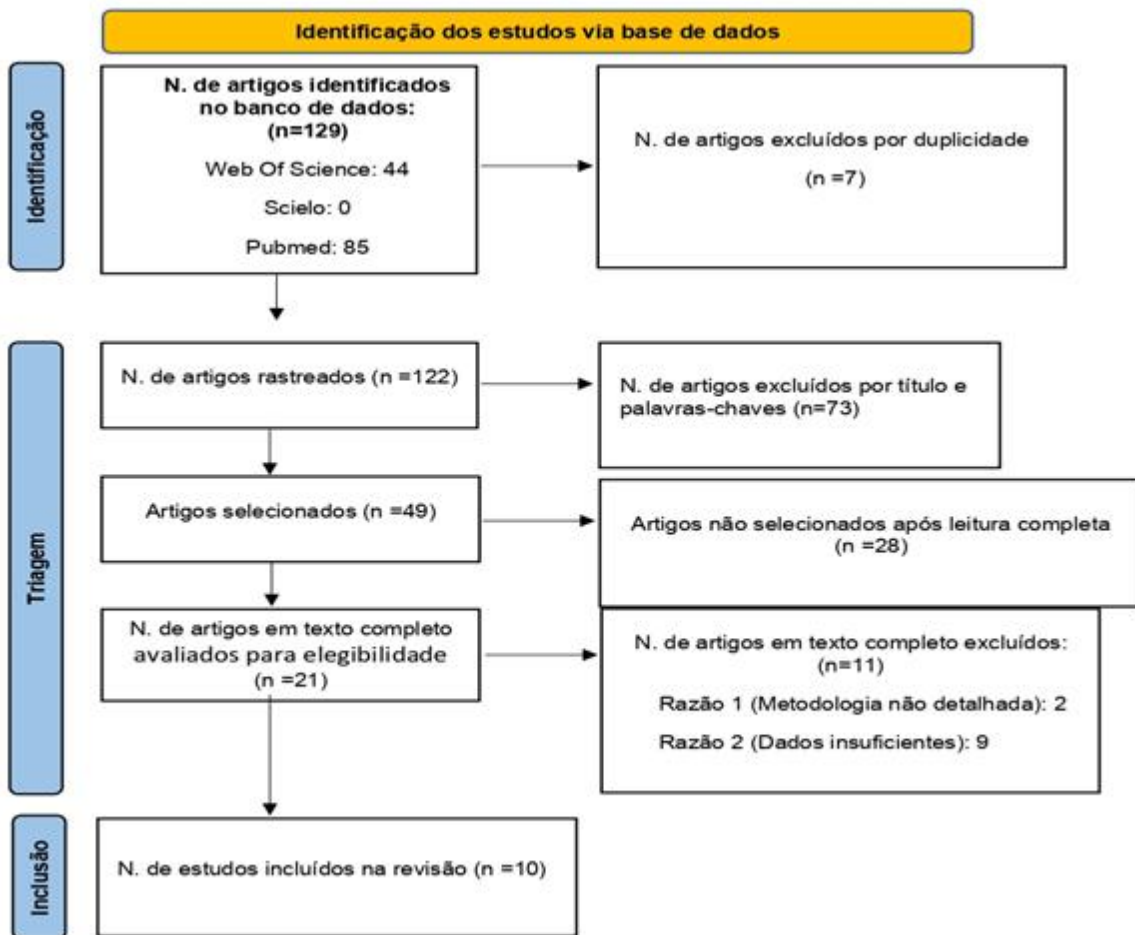 Identificação dos estudos via base de dados
Identificação
N. de artigos identificados
no banco de dados:
(n=129)
Web Of Science: 44
Scielo: 0
Pubmed: 85
N. de artigos excluídos por duplicidade
(n =7)
Triagem
N. de artigos rastreados (n =122)
N. de artigos excluídos por título e
palavras-chaves (n=73)
Artigos selecionados (n =49)
Artigos não selecionados após leitura completa
(n =28)
N. de artigos em texto completo
avaliados para elegibilidade
(n =21)
N. de artigos em texto completo excluídos:
(n=11)
Razão 1 (Metodologia não detalhada): 2
Razão 2 (Dados insuficientes): 9
Inclusão
N. de estudos incluídos na revisão (n =10)